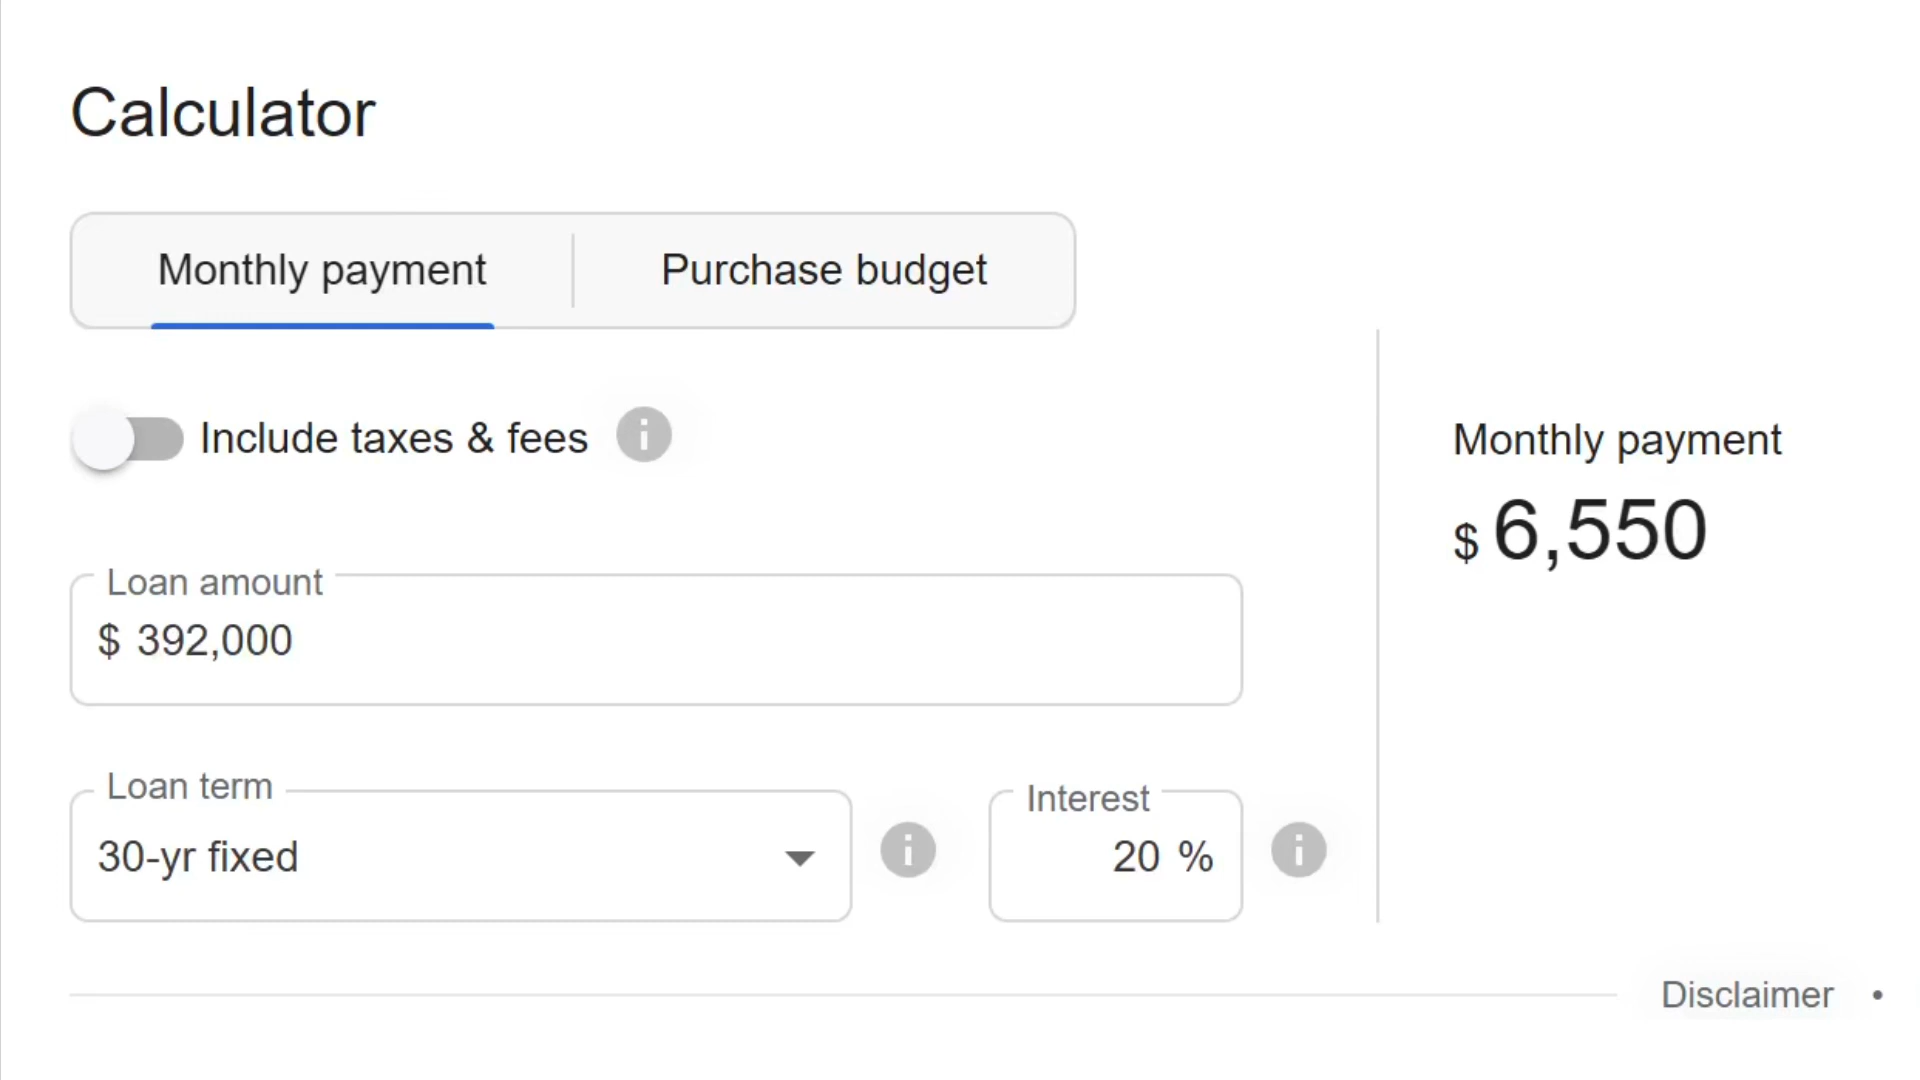 Calculator
Monthly payment
Purchase budget
Include taxes & fees
Monthly payment
$ 6,550
Loan amount
$ 392,000
Loan term
30-yr fixed
Interest
20 %
Disclaimer •